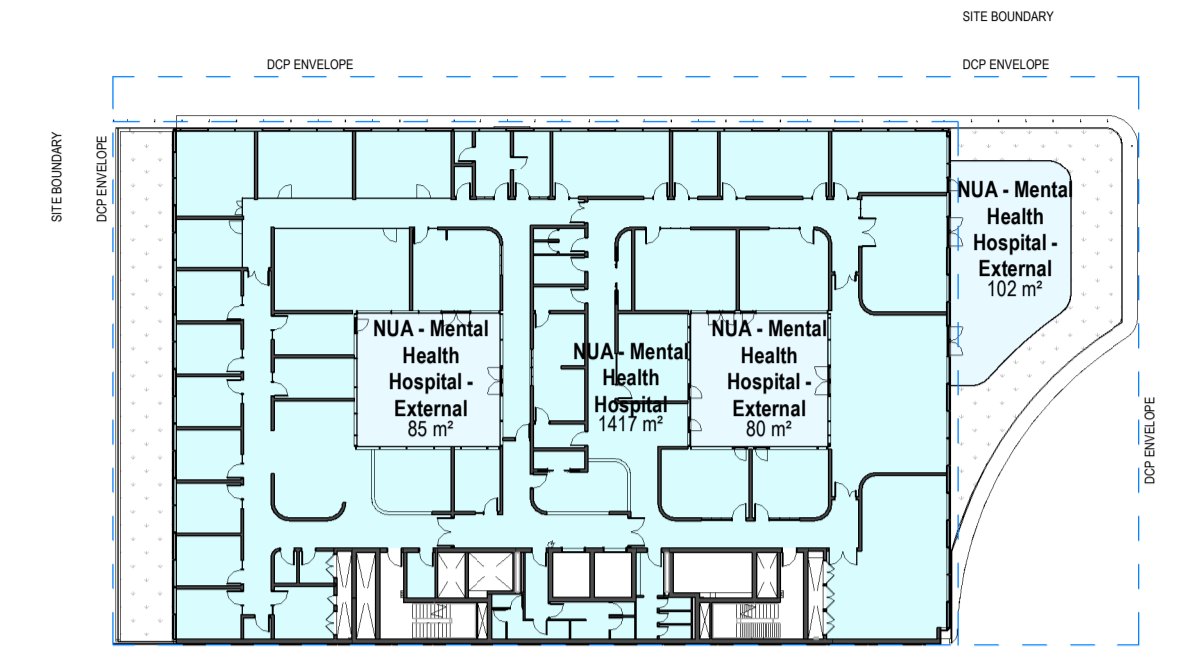 SITE BOUNDARY
DCP ENVELOPE
DCP ENVELOPE
SITE BOUNDARY
DCP ENVELOPE
NUA - Mental
Health
Hospital -
External
102 m²
NUA - Mental
Health
Hospital -
External
85 m²
NUA - Mental
Health
Hospital
1417 m²
NUA - Mental
Health
Hospital -
External
80 m²
DCP ENVELOPE